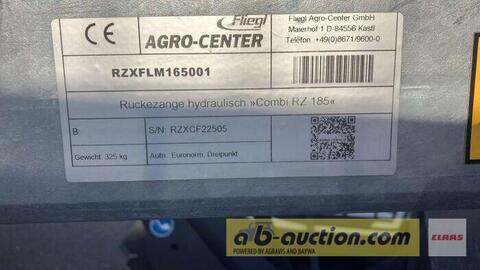 CE
Fliegl
AGRO-CENTER
Fliegl Agro-Center GmbH
Maierhof 1 D-84556 Kastl
Telefon: +49(0)8671/9600-0
RZXFLM165001
Rückezange hydraulisch »Combi RZ 185«
B:
S/N: RZXCF22505
Gewicht: 325 kg
Aufn: Euronorm, Dreipunkt
a/b-auction.com
POWERED BY AGRAVIS AND BAYWA
CLAAS